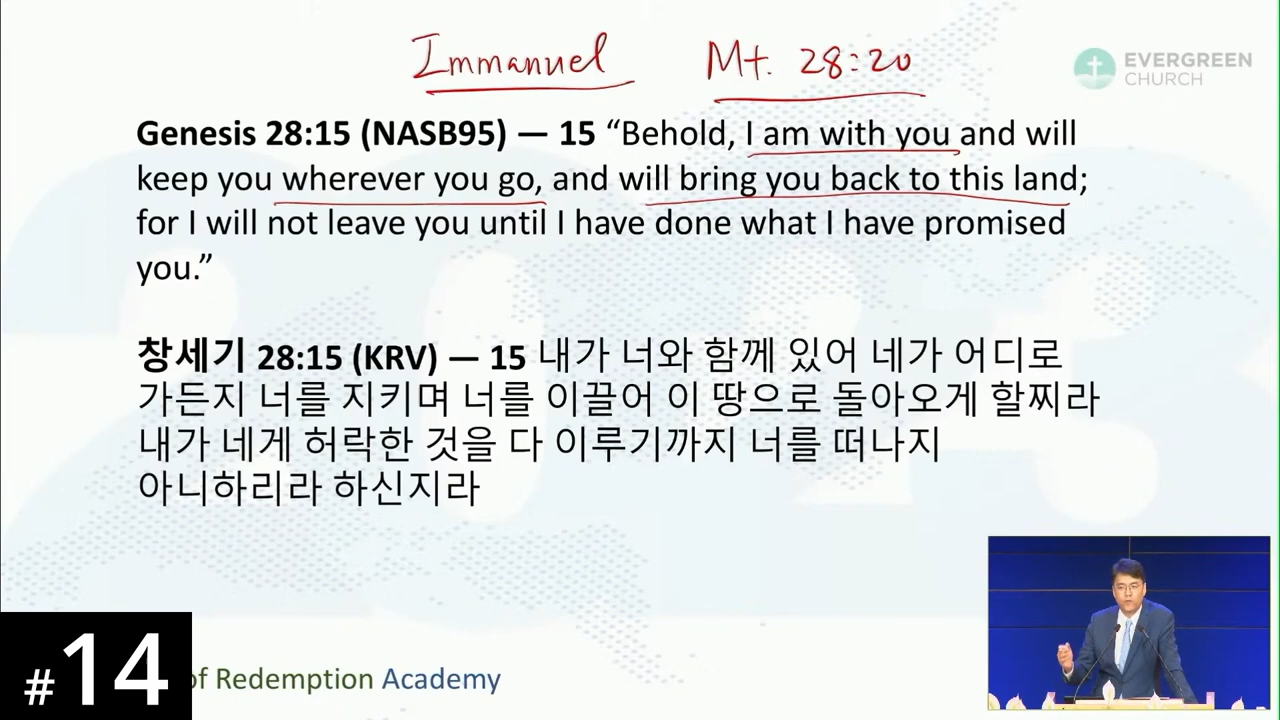 Immanuel Mt. 28:20
EVERGREEN
CHURCH
Genesis 28:15 (NASB95) — 15 “Behold, I am with you and will
keep you wherever you go, and will bring you back to this land;
for I will not leave you until I have done what I have promised
you.”
창세기 28:15 (KRV) — 15 내가 너와 함께 있어 네가 어디로
가든지 너를 지키며 너를 이끌어 이 땅으로 돌아오게 할찌라
내가 네게 허락한 것을 다 이루기까지 너를 떠나지
아니하리라 하신지라
#14
of Redemption Academy